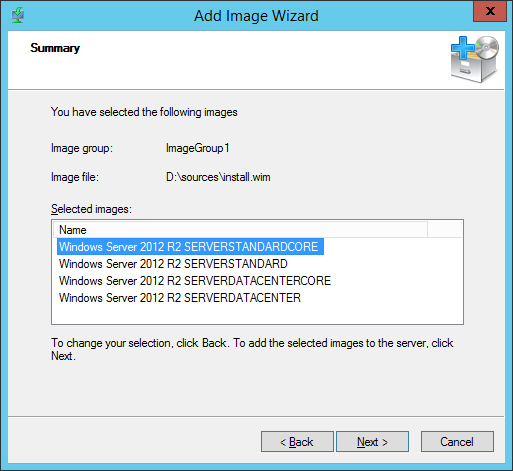 Add Image Wizard
x
Summary
You have selected the following images
Image group: ImageGroup1
Image file: D:\sources\install.wim
Selected images:
Name
Windows Server 2012 R2 SERVERSTANDARDCORE
Windows Server 2012 R2 SERVERSTANDARD
Windows Server 2012 R2 SERVERDATACENTERCORE
Windows Server 2012 R2 SERVERDATACENTER
To change your selection, click Back. To add the selected images to the server, click
Next.
< Back Next > Cancel